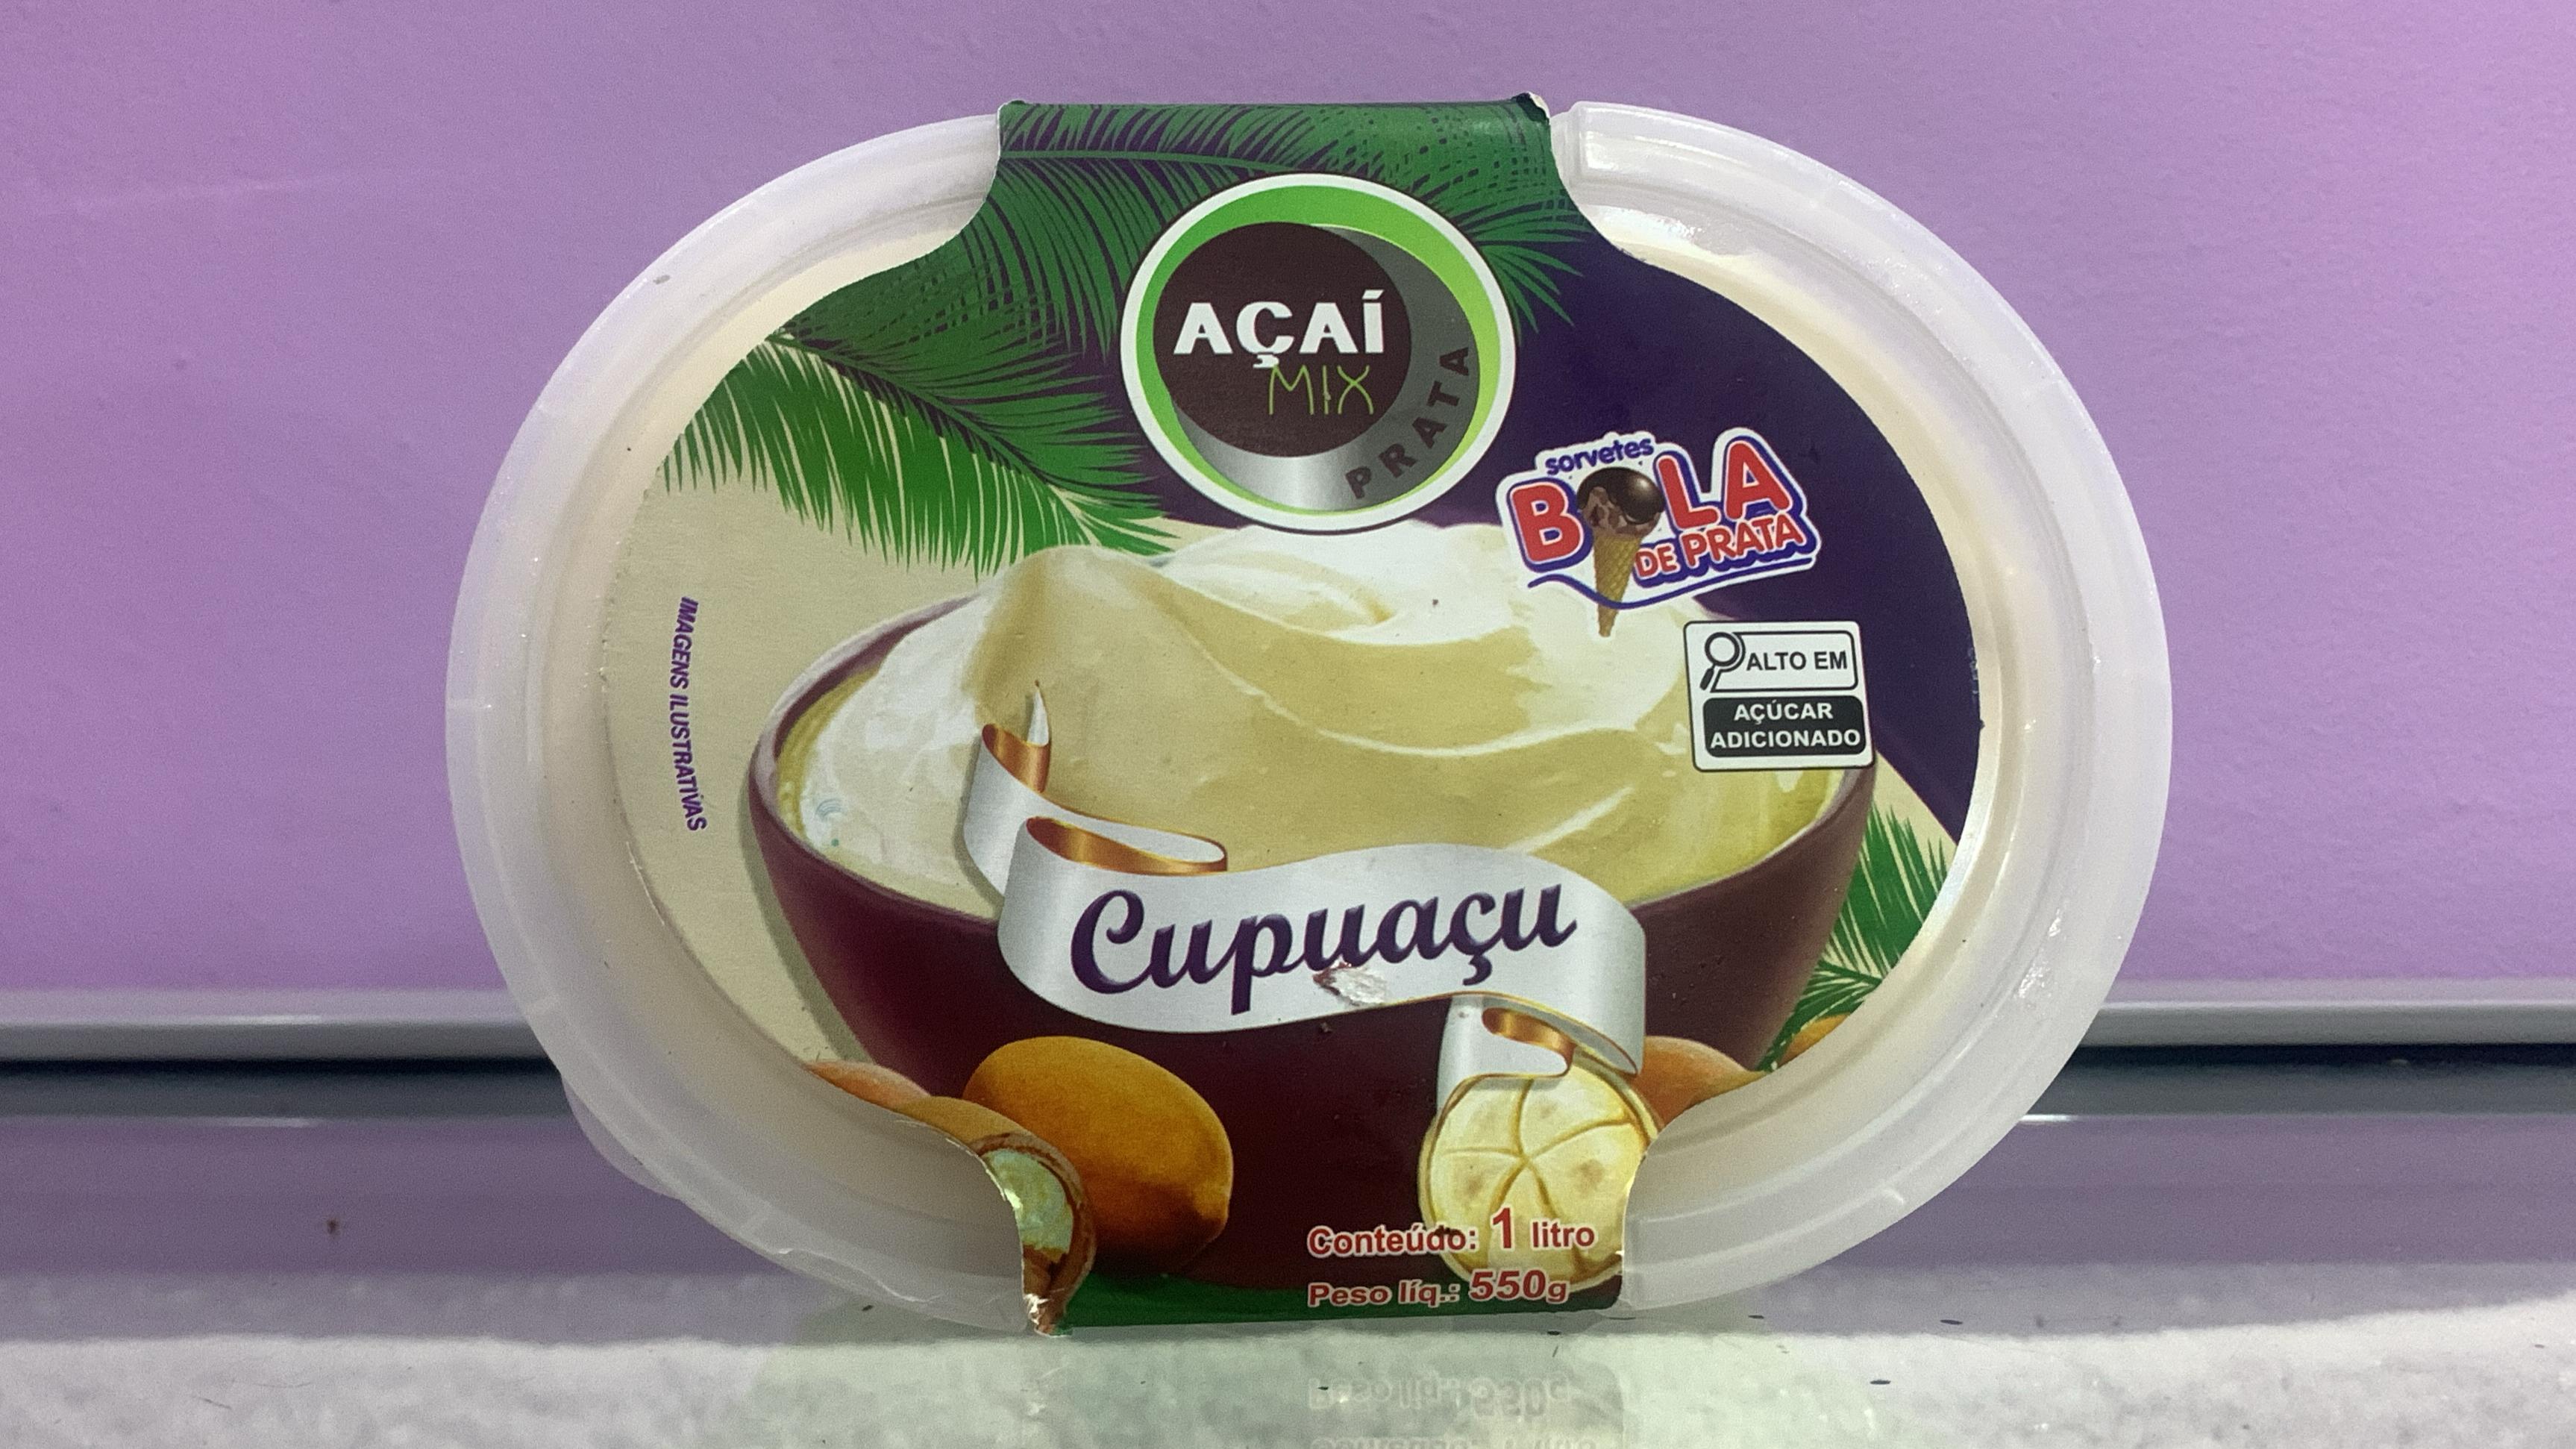 AÇAÍ
MIX
PRATA
sorvetes
BOLA
DE PRATA
ALTO EM
AÇÚCAR
ADICIONADO
IMAGENS ILUSTRATIVAS
Cupuaçu
Conteúdo: 1 litro
Peso líq.: 550g